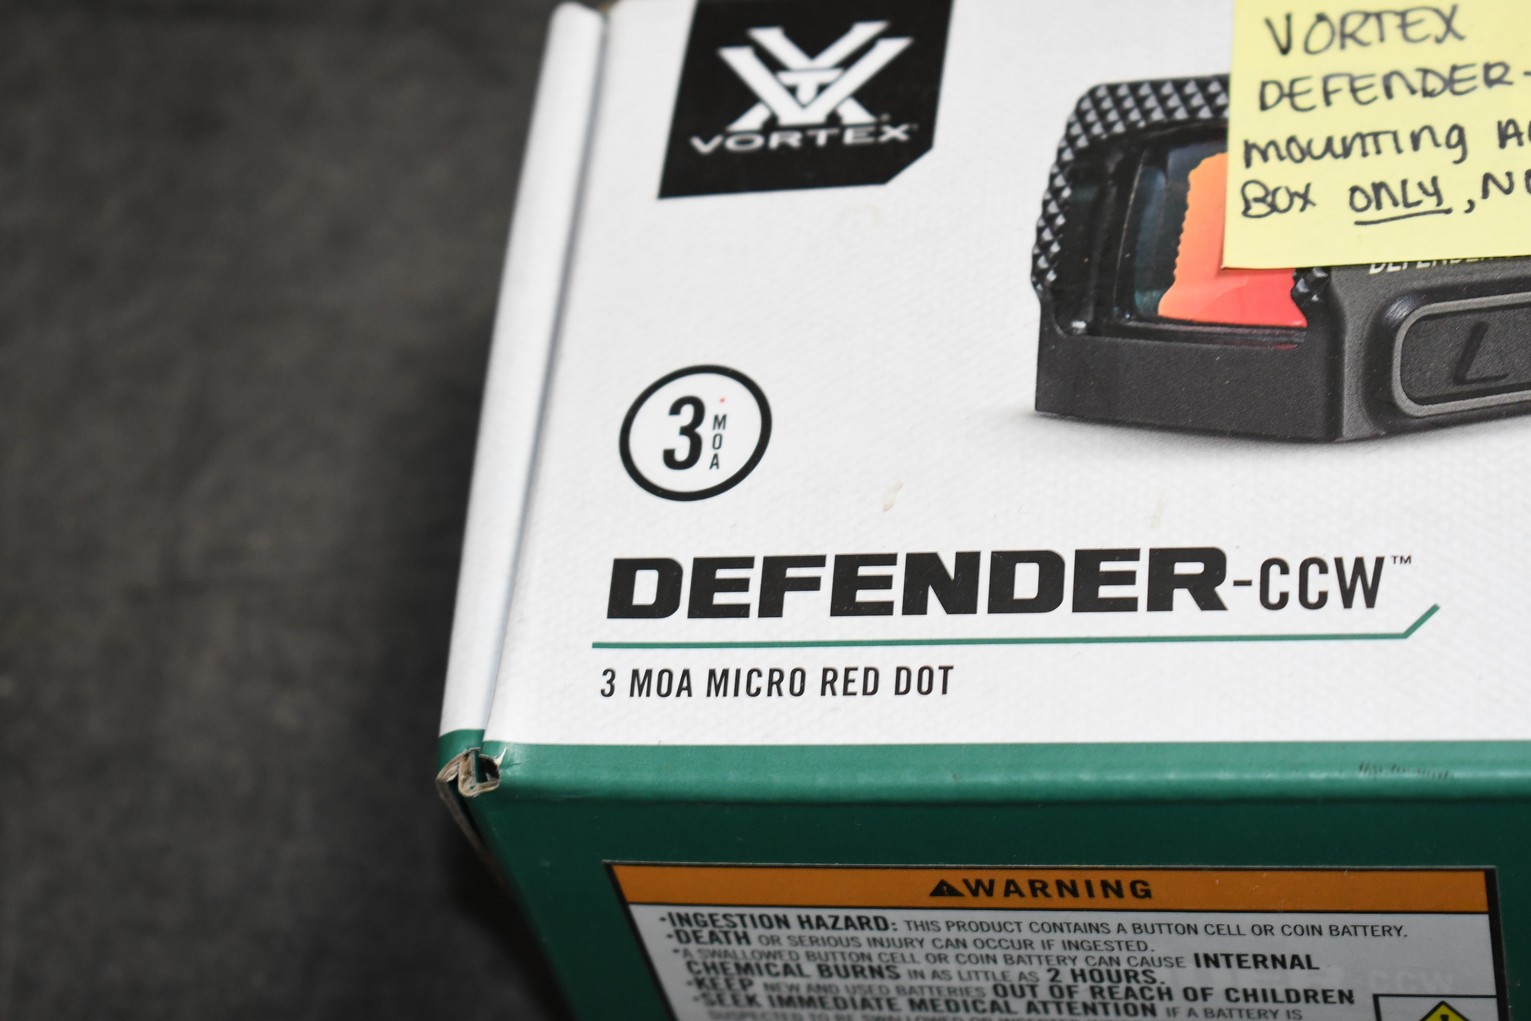 VORTEX
VORTEX
DEFENDER-
MOUNTING
BOX ONLY, N
3 MOA
DEFENDER-CCW™
3 MOA MICRO RED DOT
WARNING
•INGESTION HAZARD: THIS PRODUCT CONTAINS A BUTTON CELL OR COIN BATTERY.
•DEATH OR SERIOUS INJURY CAN OCCUR IF INGESTED.
•A SWALLOWED BUTTON CELL OR COIN BATTERY CAN CAUSE INTERNAL
CHEMICAL BURNS IN AS LITTLE AS 2 HOURS.
•KEEP NEW AND USED BATTERIES OUT OF REACH OF CHILDREN
•SEEK IMMEDIATE MEDICAL ATTENTION IF A BATTERY IS